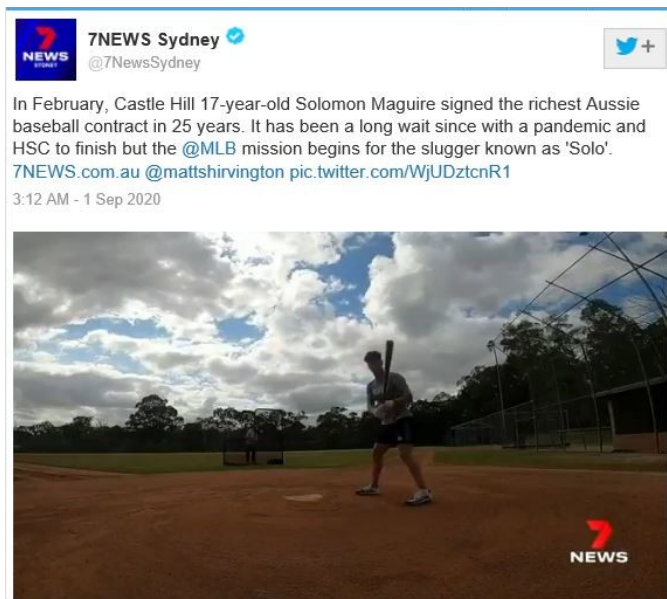 7
NEWS
SYDNEY
7NEWS Sydney
@7NewsSydney
+
In February, Castle Hill 17-year-old Solomon Maguire signed the richest Aussie
baseball contract in 25 years. It has been a long wait since with a pandemic and
HSC to finish but the @MLB mission begins for the slugger known as 'Solo'.
7NEWS.com.au @mattshirvington pic.twitter.com/WjUDztcnR1
3:12 AM - 1 Sep 2020
7
NEWS